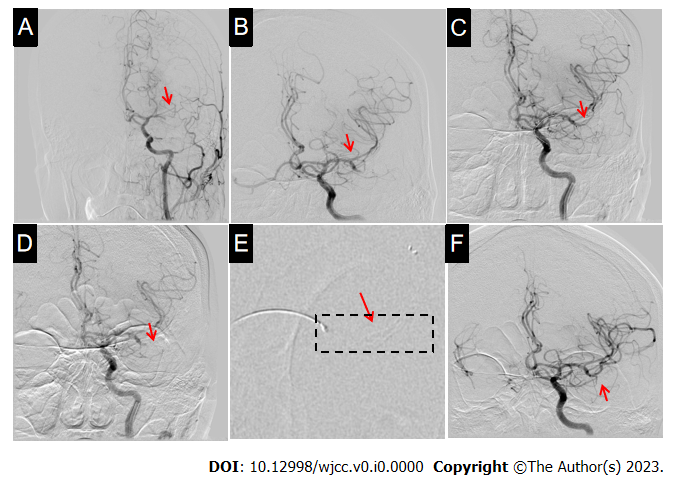 A
B
C
D
E
F
DOI: 10.12998/wjcc.v0.i0.0000 Copyright ©The Author(s) 2023.